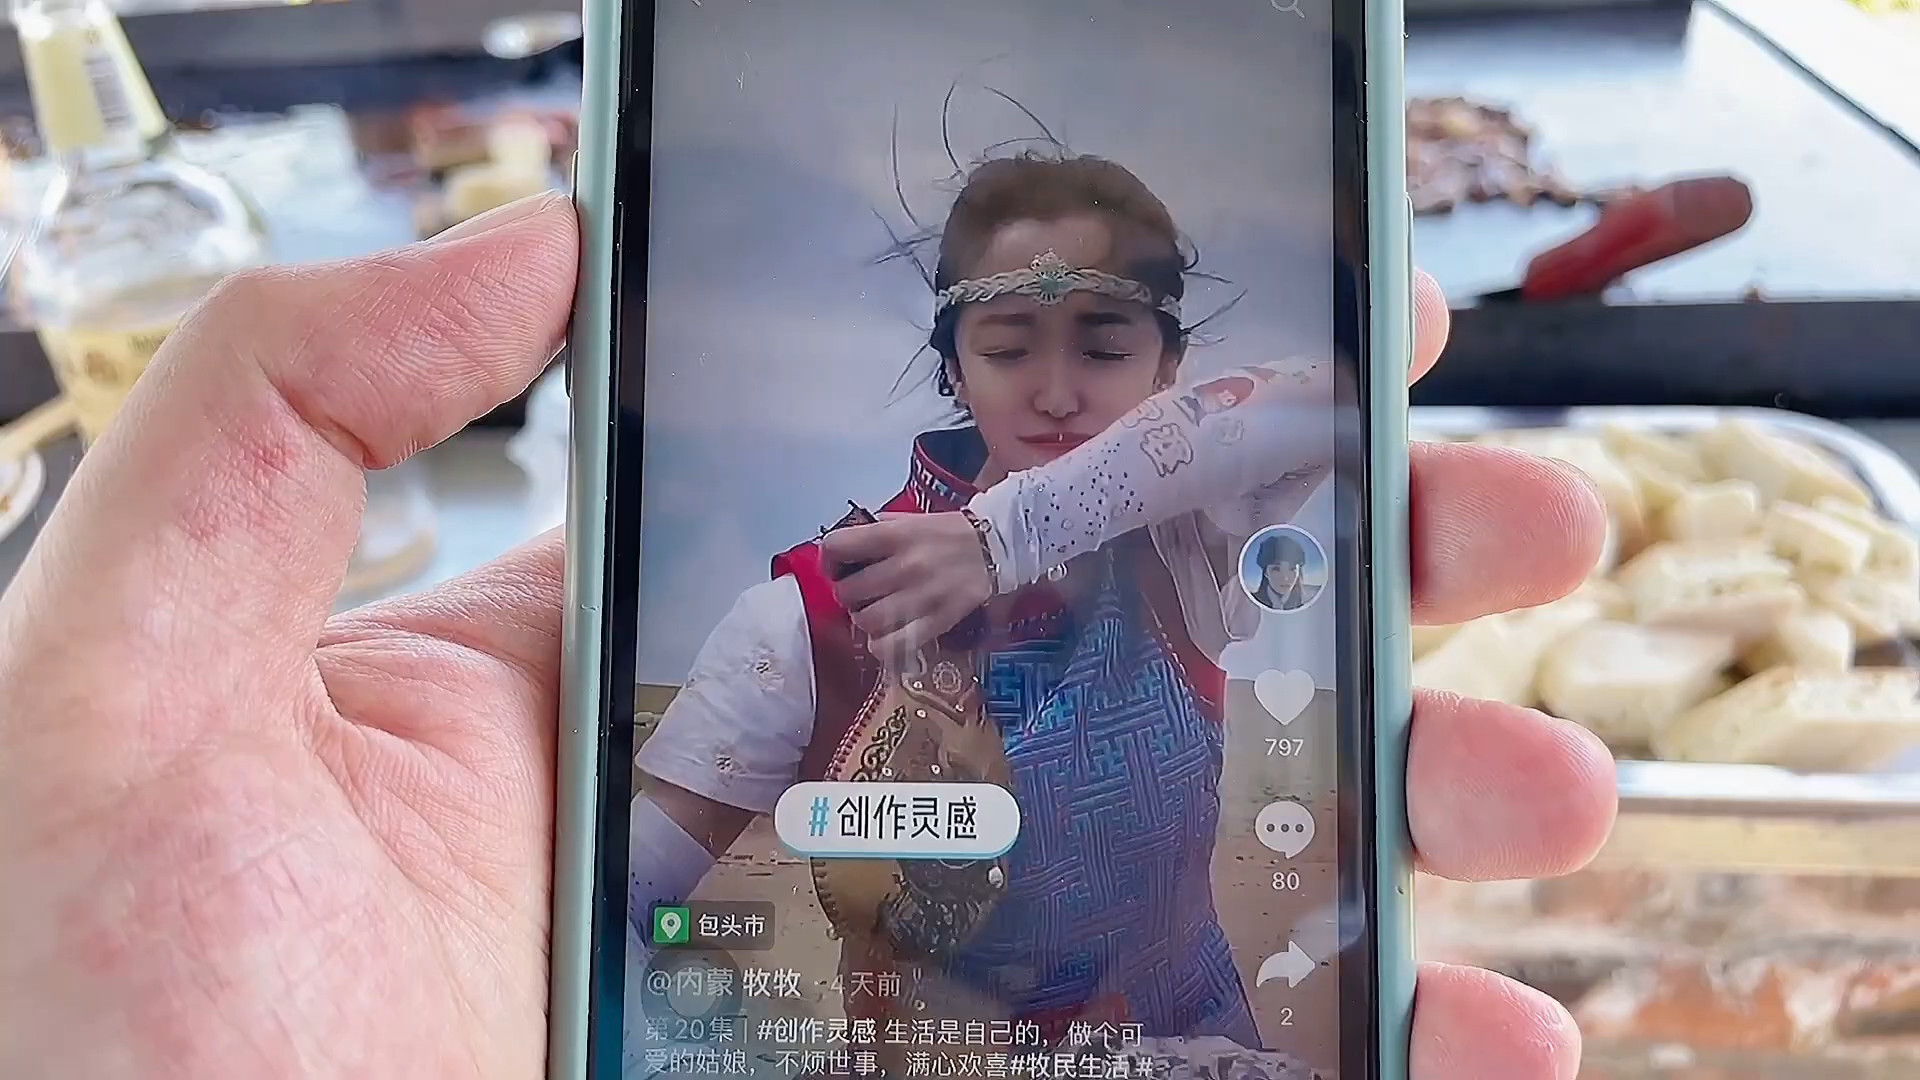 797
#创作灵感
80
包头市
@内蒙 牧牧 · 4天前
2
第20集 | #创作灵感 生活是自己的，做个可
爱的姑娘，不烦世事，满心欢喜#牧民生活 #